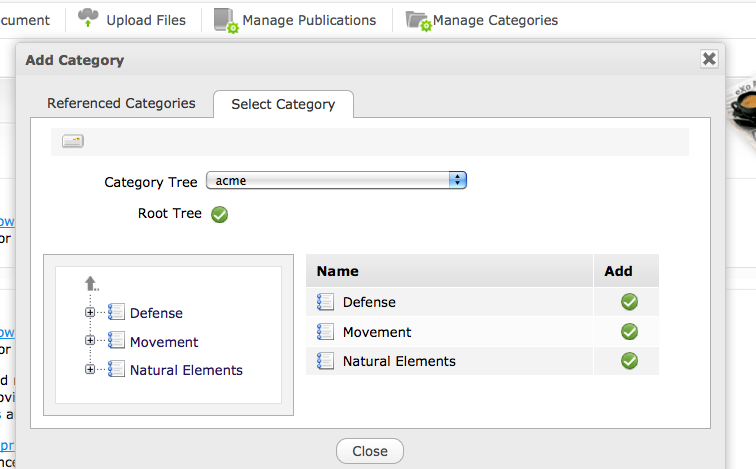 cument Upload Files Manage Publications Manage Categories
Add Category
Referenced Categories Select Category
Category Tree acme
Root Tree
Name Add
Defense Defense
Movement Movement
Natural Elements Natural Elements
Close